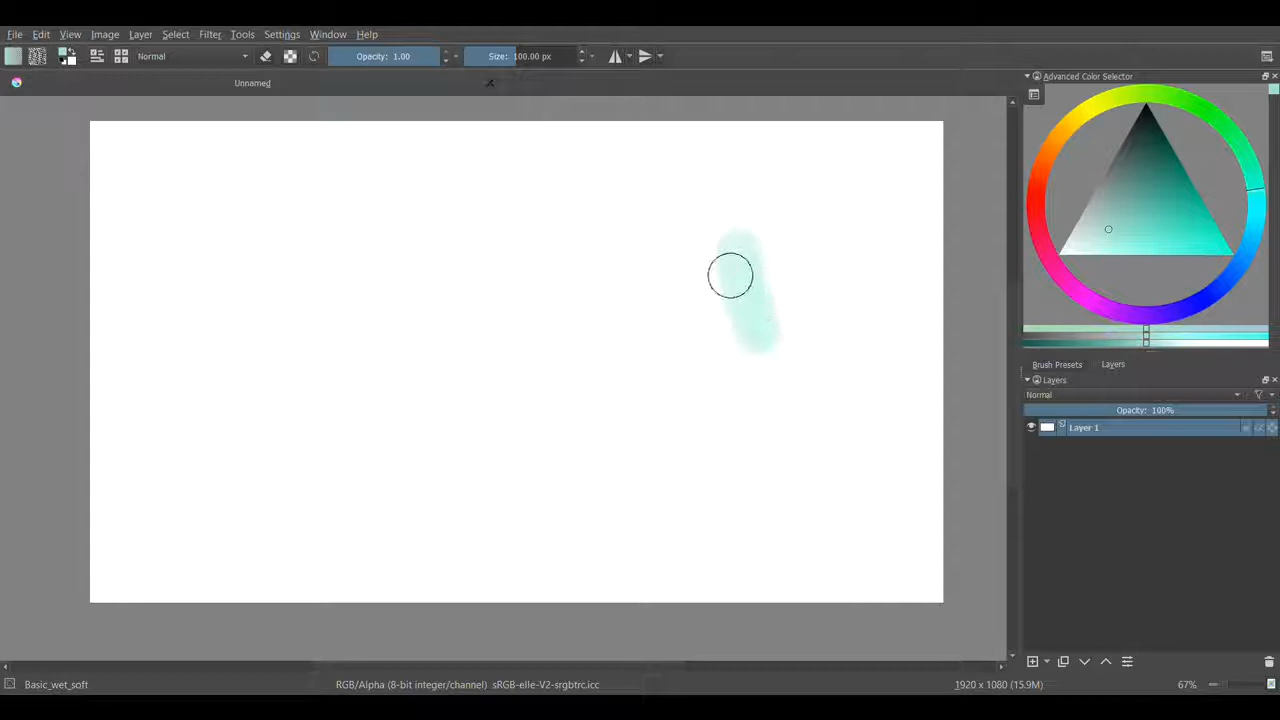 File Edit View Image Layer Select Filter Tools Settings Window Help
Normal Opacity: 1.00 Size: 100.00 px
Unnamed
Advanced Color Selector
Brush Presets Layers
Layers
Normal
Opacity: 100%
Layer 1
Basic_wet_soft RGB/Alpha (8-bit integer/channel) sRGB-elle-V2-srgbtrc.icc 1920 x 1080 (15.9M) 67%